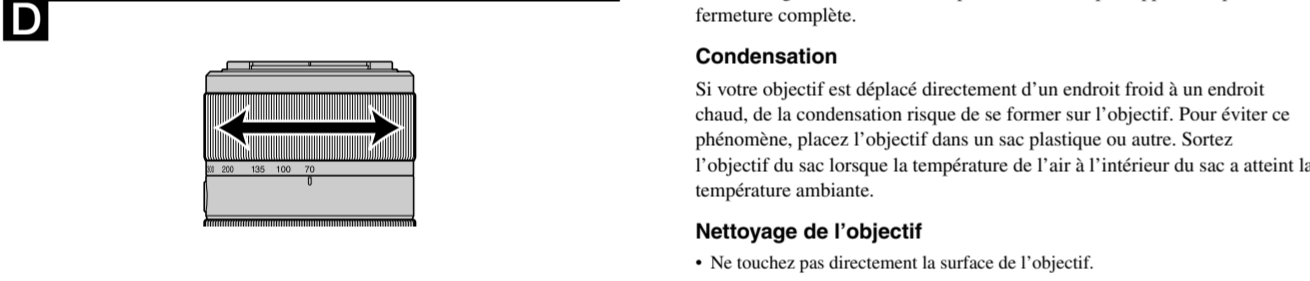 D
200 135 100 70
fermeture complète.
Condensation
Si votre objectif est déplacé directement d’un endroit froid à un endroit
chaud, de la condensation risque de se former sur l’objectif. Pour éviter ce
phénomène, placez l’objectif dans un sac plastique ou autre. Sortez
l’objectif du sac lorsque la température de l’air à l’intérieur du sac a atteint la
température ambiante.
Nettoyage de l’objectif
• Ne touchez pas directement la surface de l’objectif.